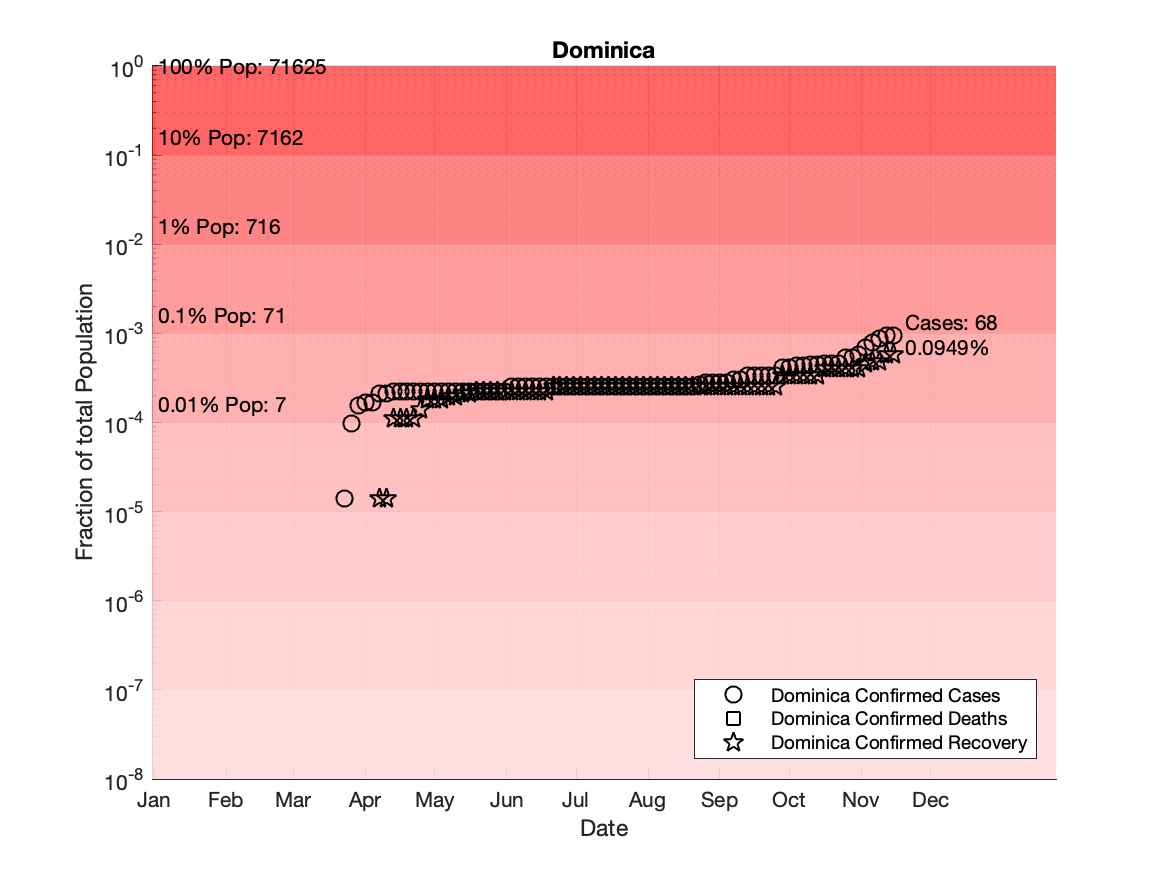 Dominica
10^0
100% Pop: 71625
10% Pop: 7162
10^-1
1% Pop: 716
10^-2
0.1% Pop: 71
10^-3
Cases: 68
0.0949%
0.01% Pop: 7
10^-4
10^-5
10^-6
10^-7
10^-8
Fraction of total Population
Dominica Confirmed Cases
Dominica Confirmed Deaths
Dominica Confirmed Recovery
Jan Feb Mar Apr May Jun Jul Aug Sep Oct Nov Dec
Date